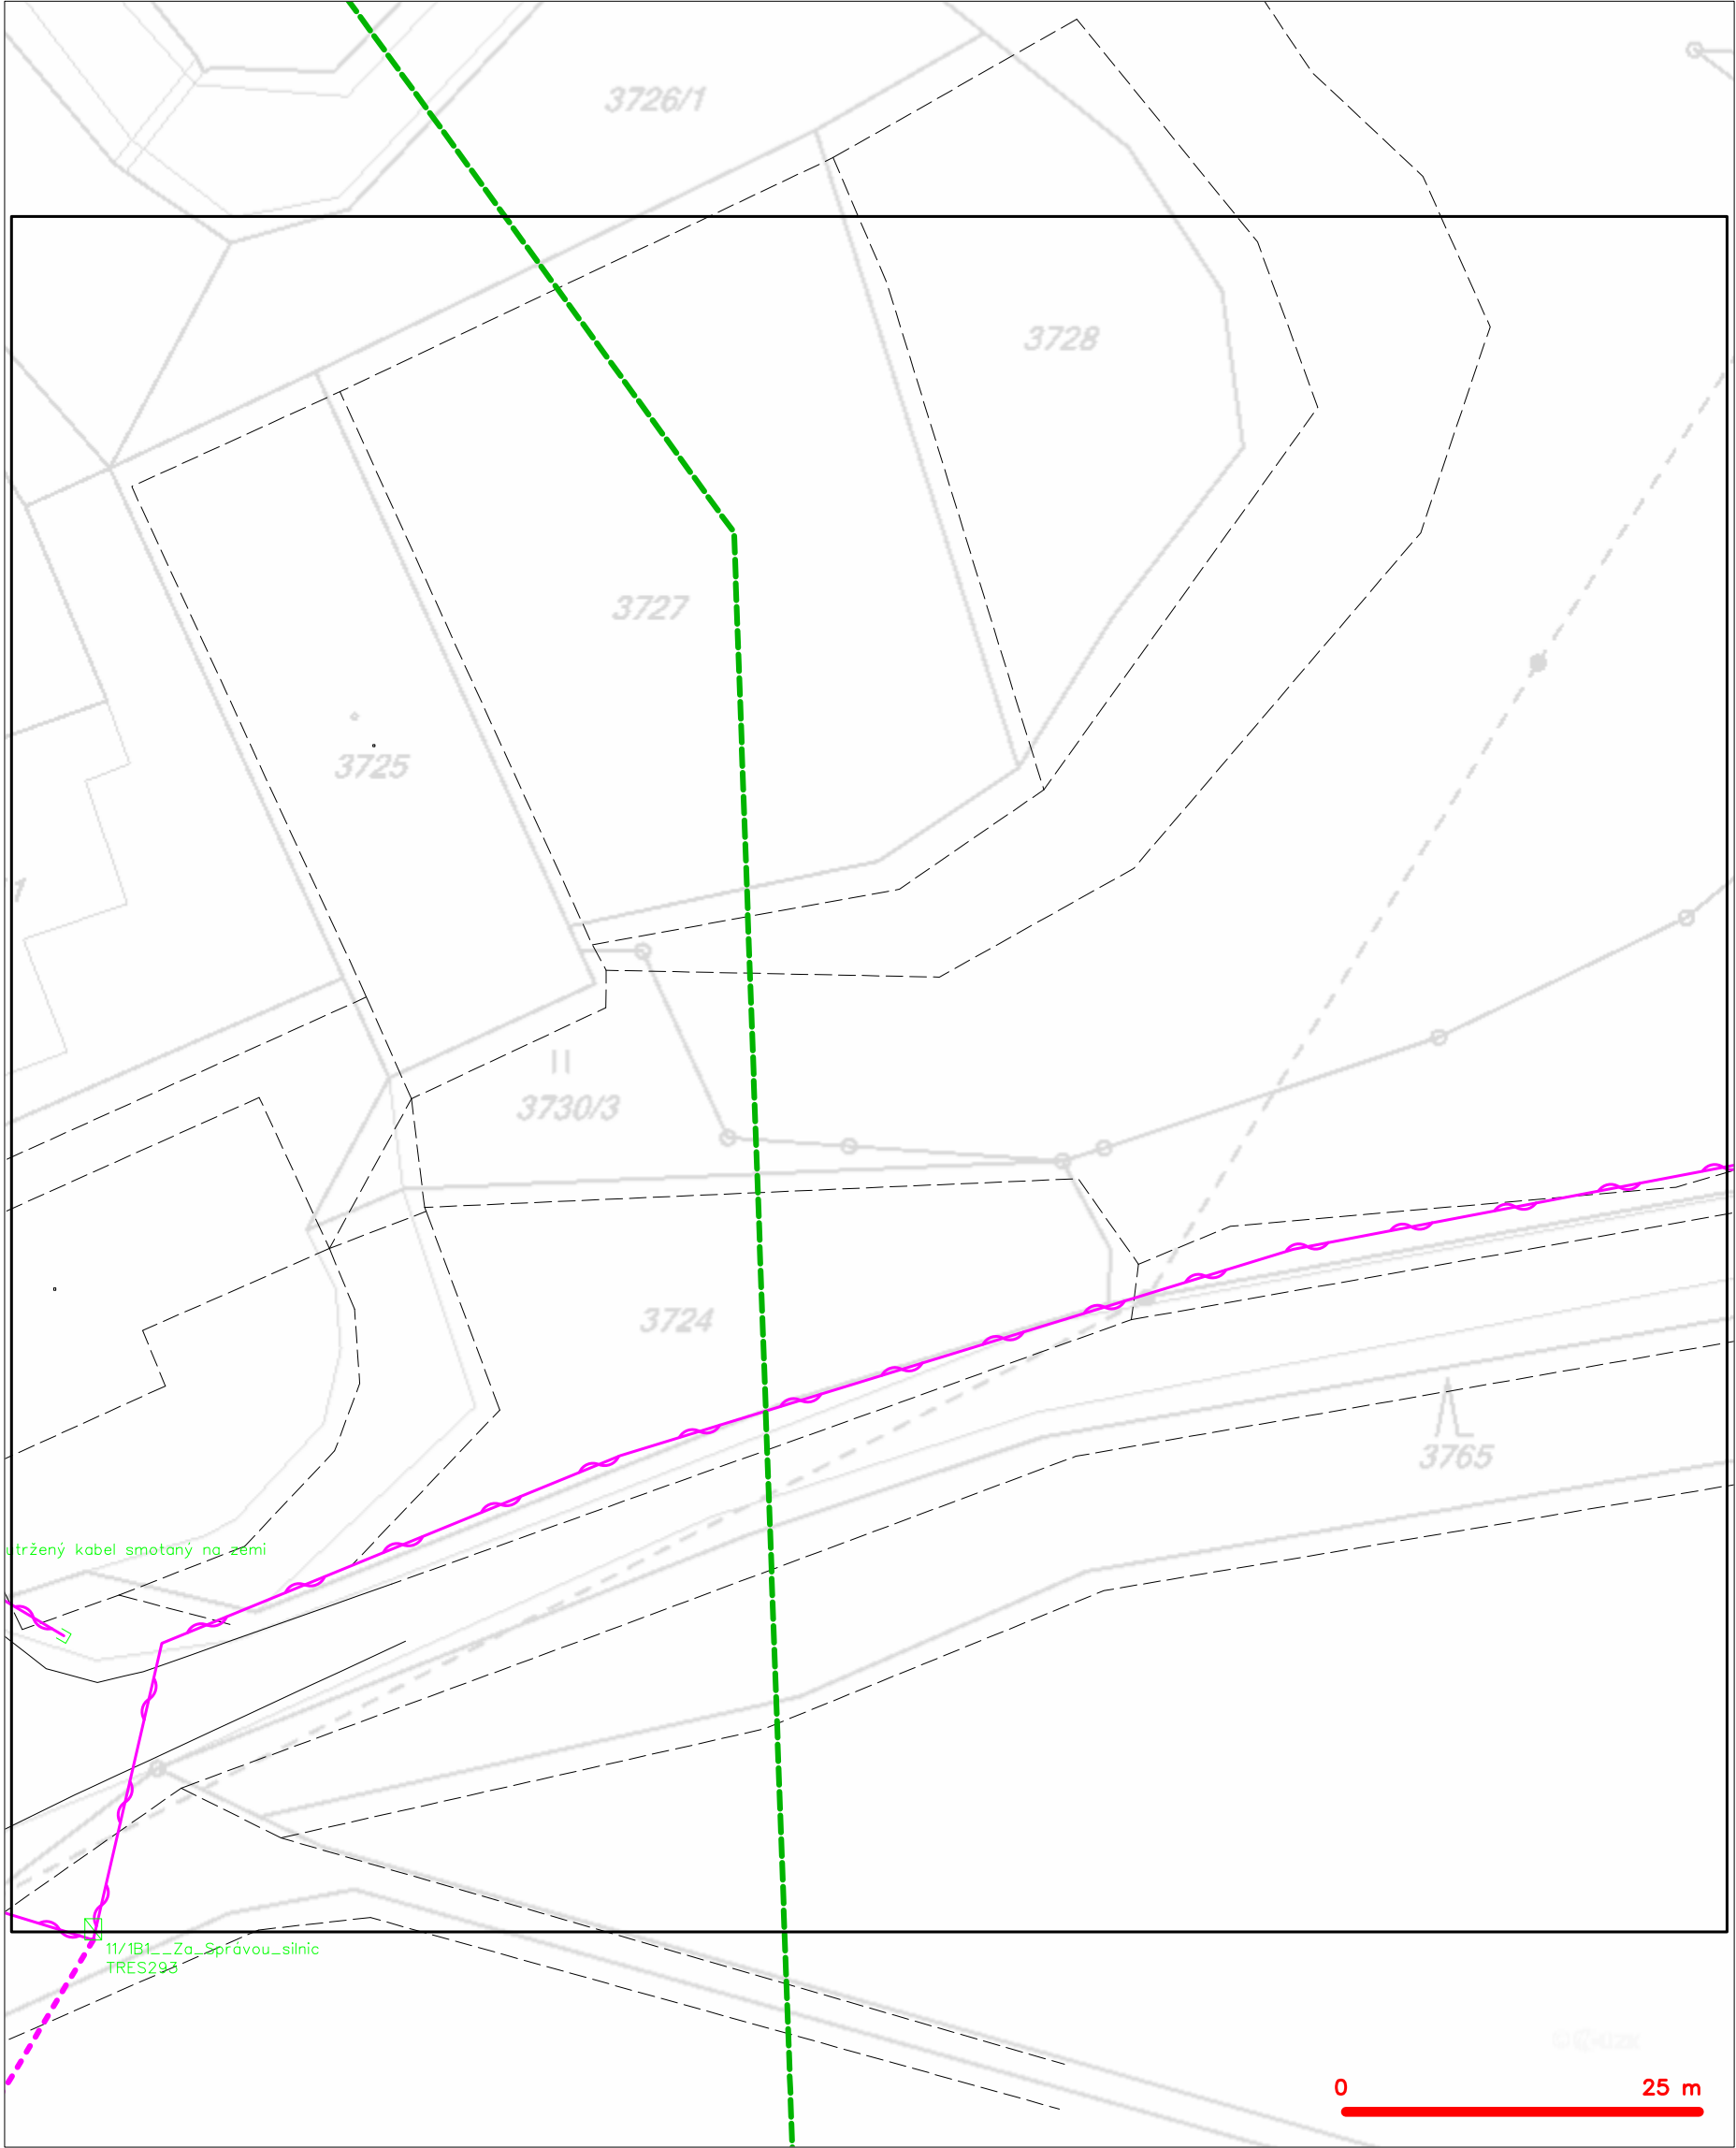 3726/1
3728
3727
3725
1
3730/3
3724
3765
utržený kabel smotaný na zemi
11/1B1__Za_Správou_silnic
TRES293
0 25 m